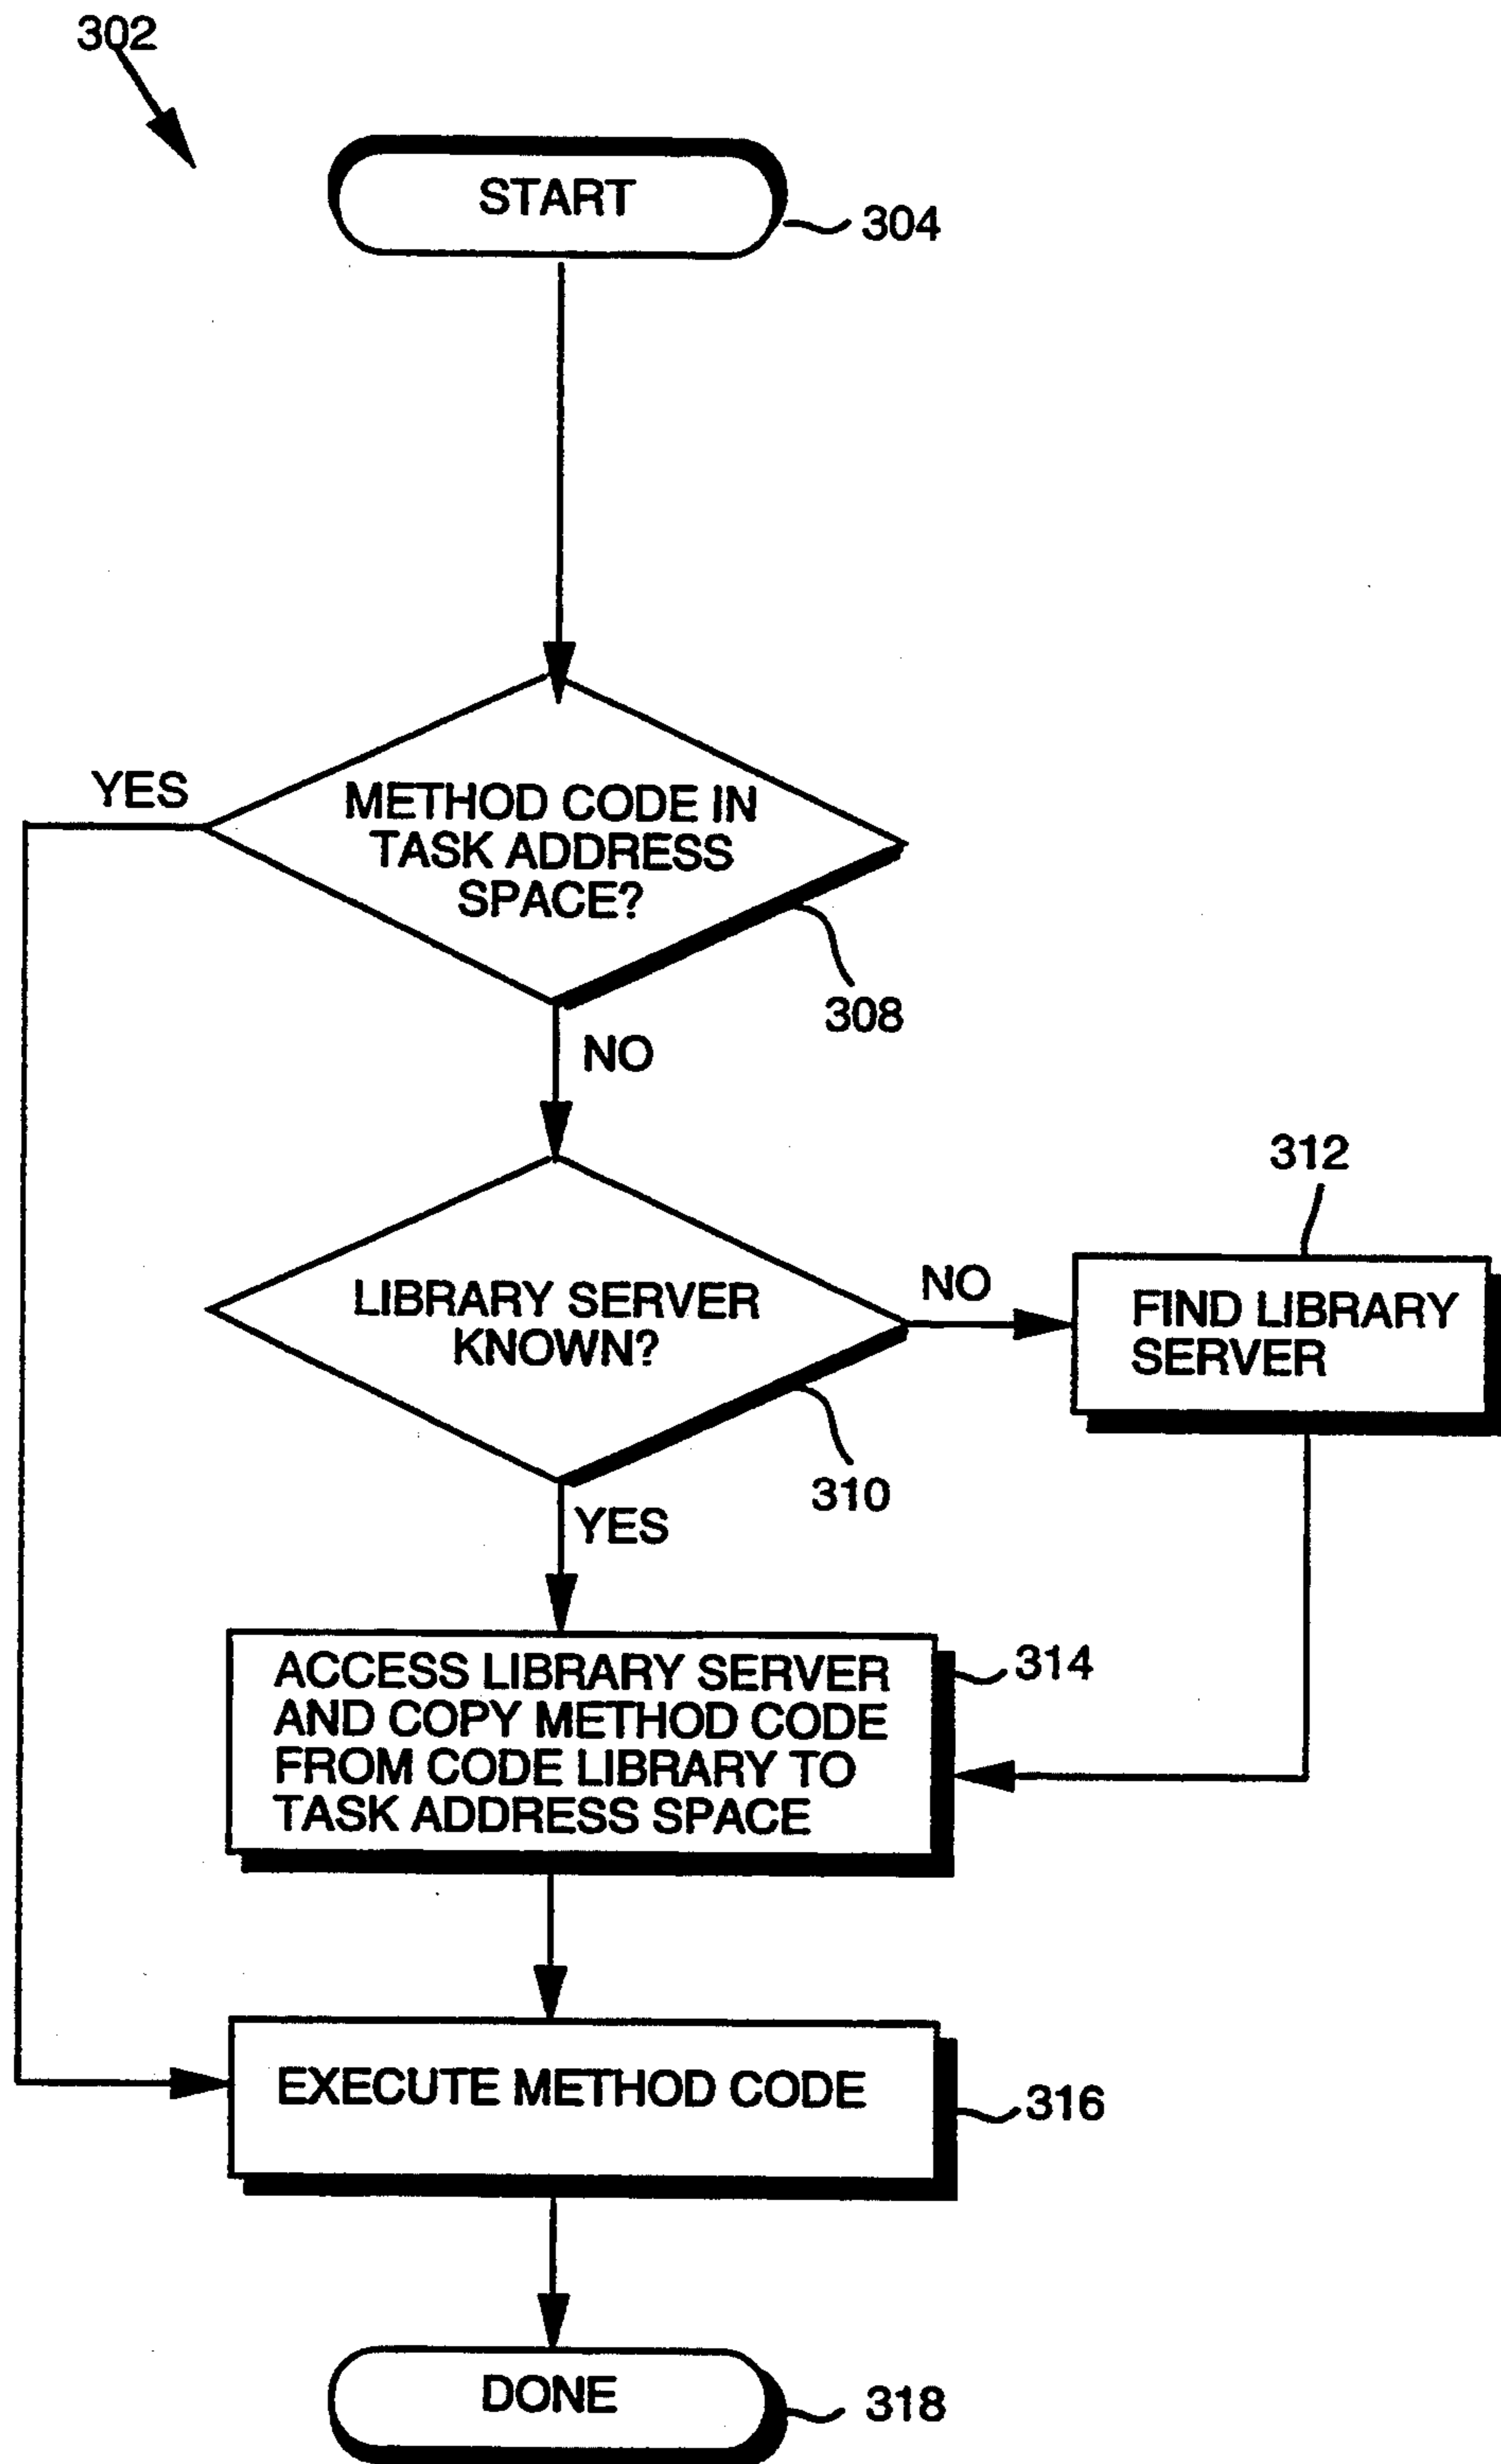 302
START
304
YES
METHOD CODE IN
TASK ADDRESS
SPACE?
308
NO
312
LIBRARY SERVER
KNOWN?
NO
FIND LIBRARY
SERVER
310
YES
ACCESS LIBRARY SERVER
AND COPY METHOD CODE
FROM CODE LIBRARY TO
TASK ADDRESS SPACE
314
EXECUTE METHOD CODE
316
DONE
318